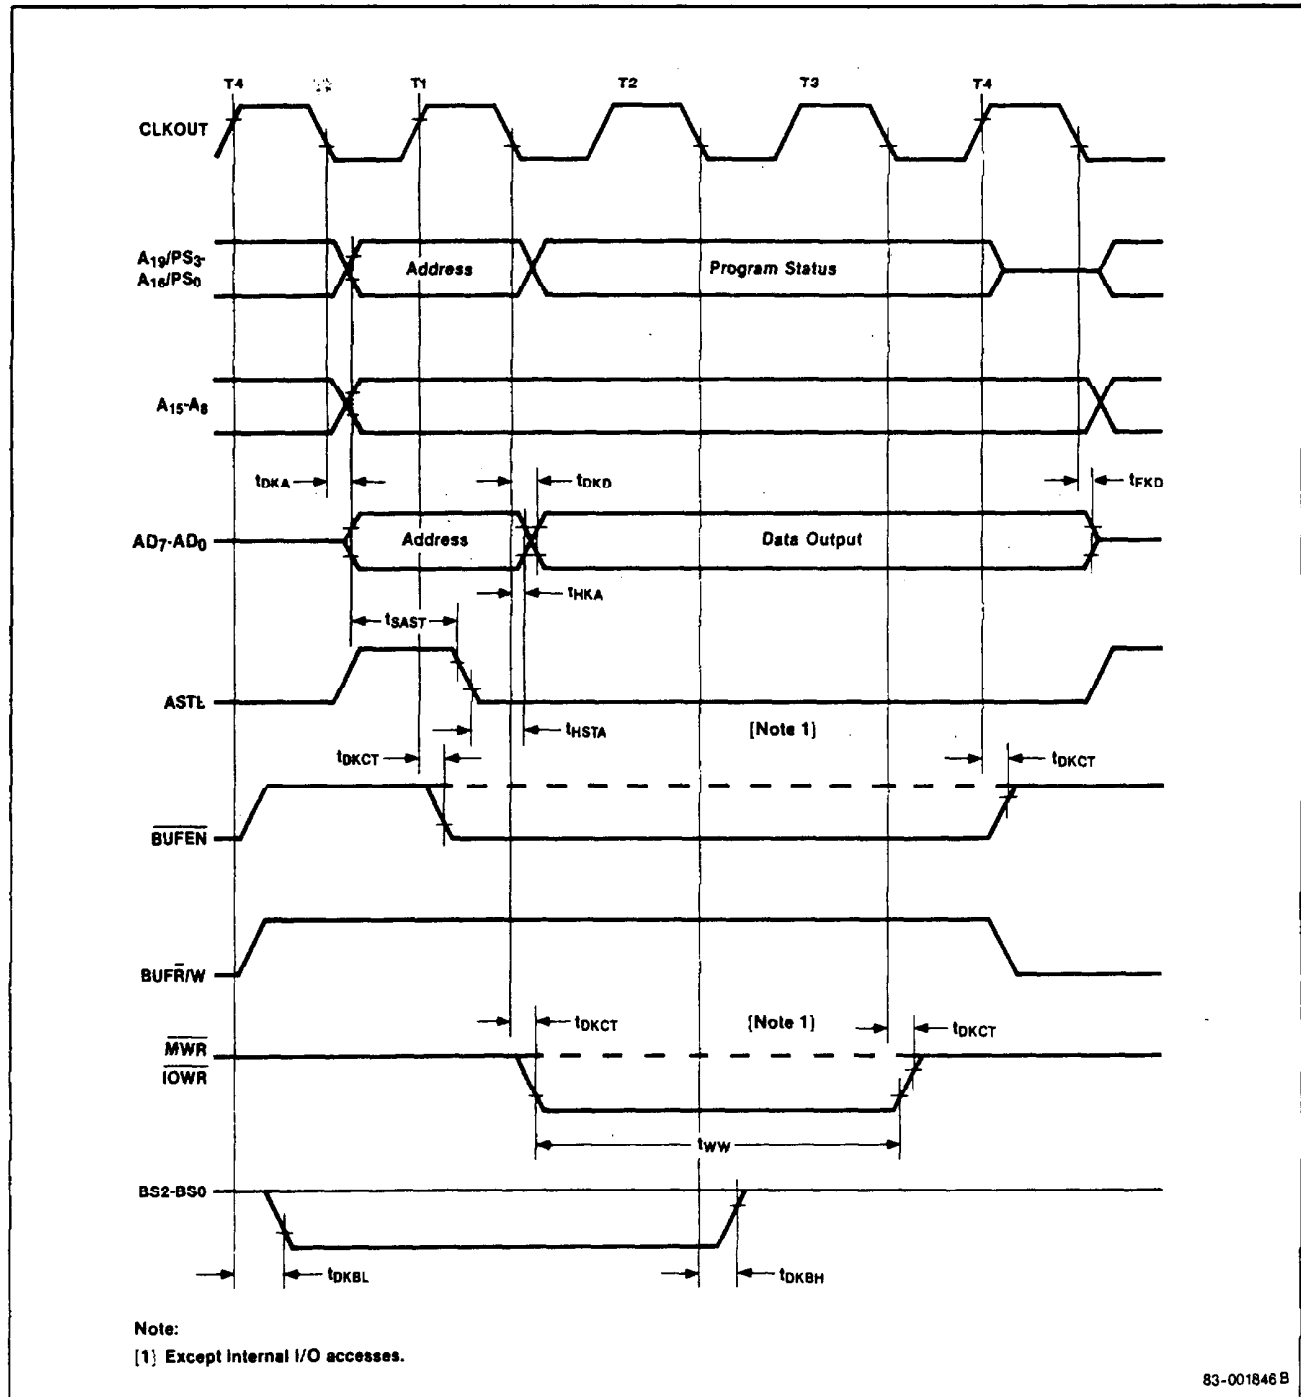 T4 T1 T2 T3 T4
CLKOUT
A19/PS3-
A16/PS0
Address
Program Status
A15-A8
tDKA
tDKD
tFKD
AD7-AD0
Address
Data Output
tHKA
tSAST
ASTB
tHSTA
[Note 1]
tDKCT
tDKCT
BUFEN
BUFR/W
tDKCT
[Note 1]
tDKCT
MWR
IOWR
tWW
BS2-BS0
tDKBL
tDKBH
Note:
[1] Except internal I/O accesses.
83-001846B